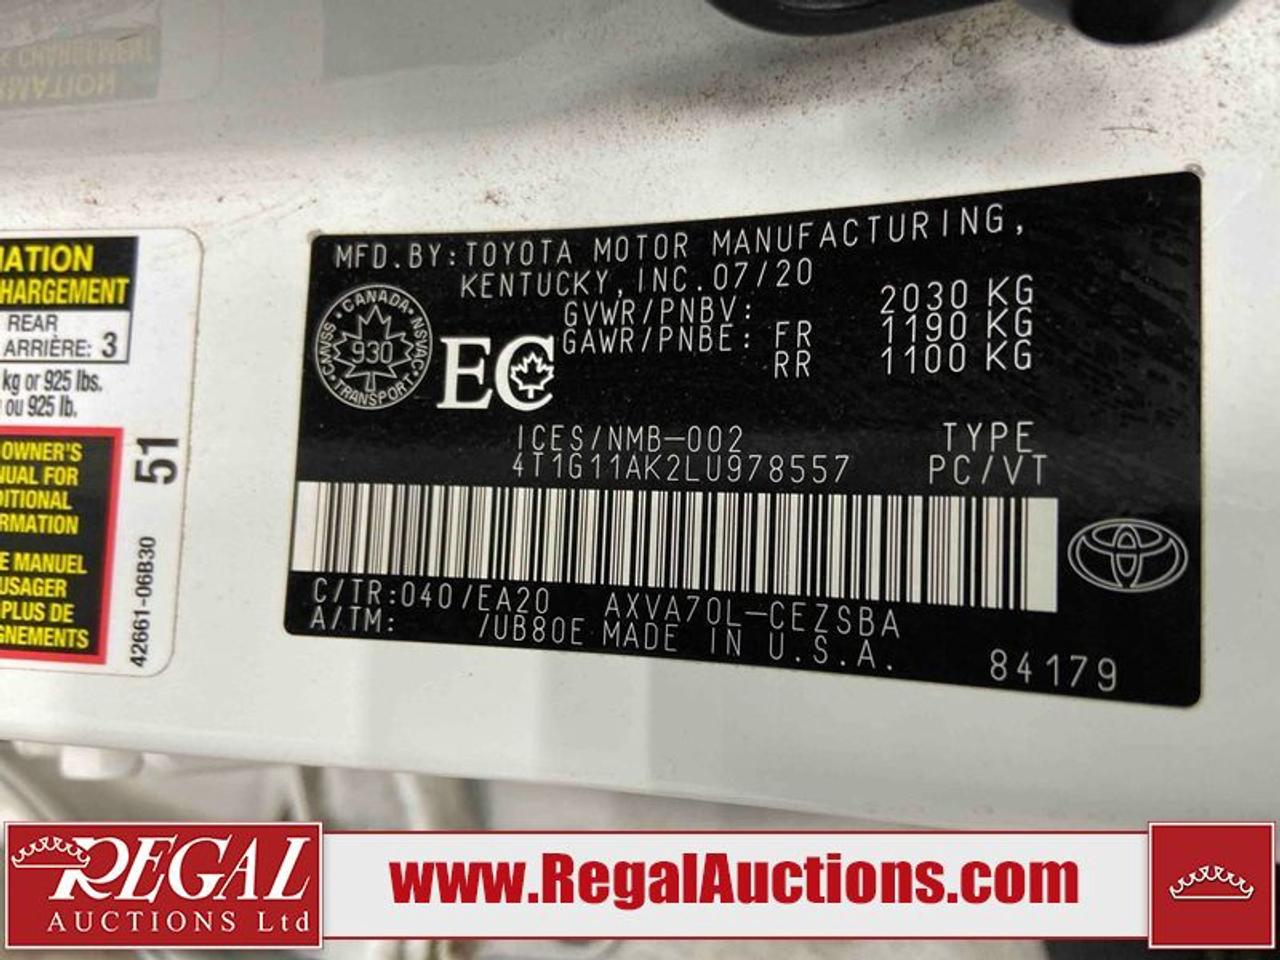 MATION
CHARGEMENT
REAR
ARRIÈRE: 3
kg or 925 lbs.
ou 925 lb.
OWNER'S
NUAL FOR
DITIONAL
RMATION
E MANUEL
USAGER
PLUS DE
GNEMENTS
51
42661-06B30
MFD.BY:TOYOTA MOTOR MANUFACTURING,
KENTUCKY, INC. 07/20
GVWR/PNBV: 2030 KG
GAWR/PNBE: FR 1190 KG
RR 1100 KG
CANADA
NSVAC
TRANSPORT
CMVSS
930
EC
ICES/NMB-002 TYPE
4T1G11AK2LU978557 PC/VT
C/TR:040/EA20 AXVA70L-CEZSBA
A/TM: /UB80E MADE IN U.S.A.
84179
REGAL
AUCTIONS Ltd
www.RegalAuctions.com